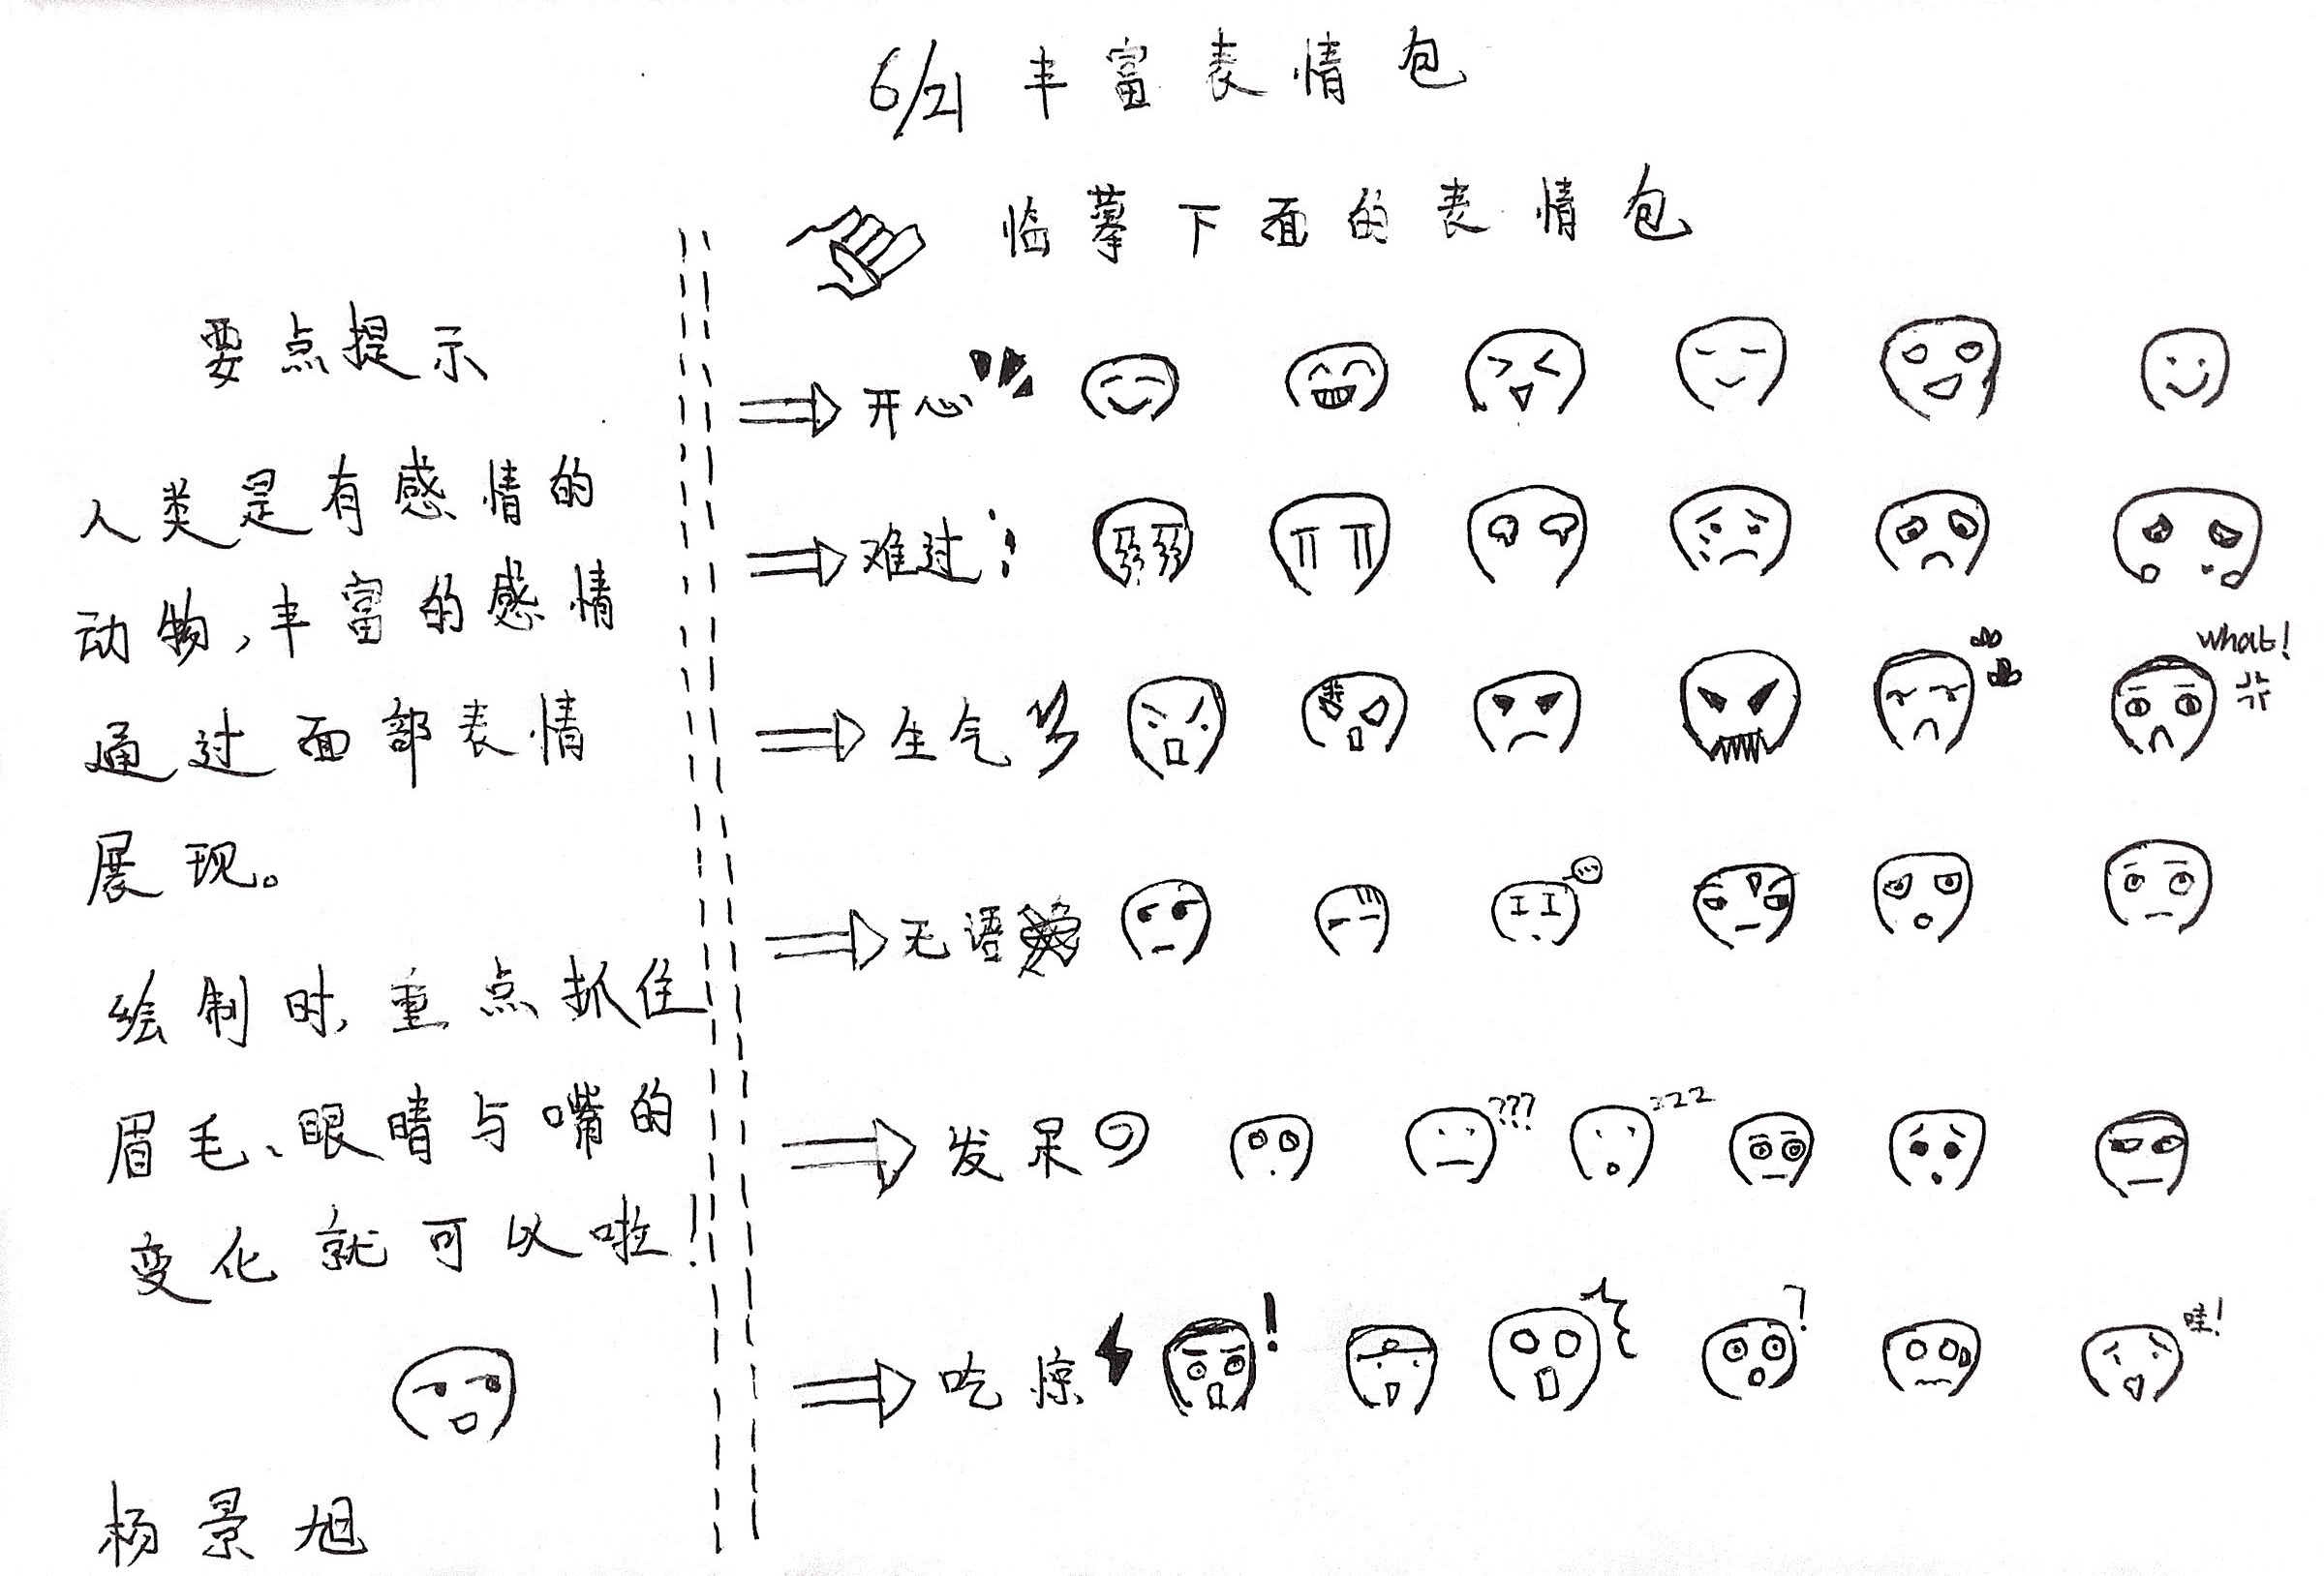 6/21 丰富表情包
临摹下面的表情包
要点提示
人类是有感情的
动物,丰富的感情
通过面部表情
展现。
绘制时,重点抓住
眉毛、眼睛与嘴的
变化就可以啦!
杨景旭
开心
难过
生气
what!
无语
发呆
???
zzz
吃惊
!
?
哇!